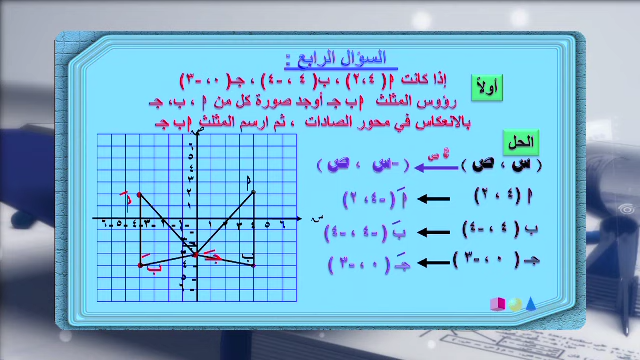 السؤال الرابع :
أولاً
إذا كانت أ( ٤ ، ٢ ) ، ب( ٤ ، -٤ ) ، جـ( ٠ ، -٣ )
رؤوس المثلث أ ب جـ أوجد صورة كل من أ ، ب ، جـ
بالانعكاس في محور الصادات ، ثم ارسم المثلث أ ب جـ
الحل
( س ، ص ) ( -س ، ص )
أ ( ٤ ، ٢ ) أَ ( -٤ ، ٢ )
ب ( ٤ ، -٤ ) بَ ( -٤ ، -٤ )
جـ ( ٠ ، -٣ ) جـَ ( ٠ ، -٣ )
ص
س
أ
أَ
ب
بَ
جـَ